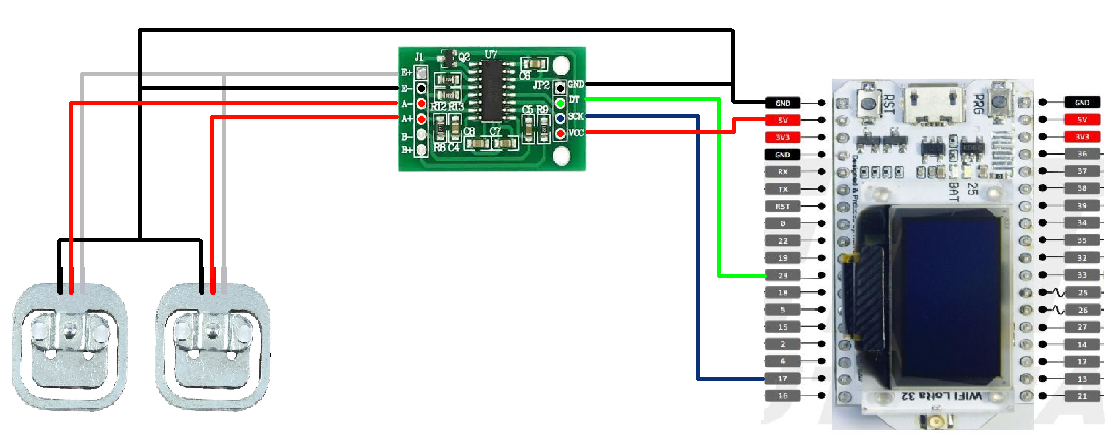 J1
Q2
U7
E+
E-
A-
A+
B-
B+
R12 R13
R8 C4
C8 C7
C6
C5 R9
JP2
GND
DT
SCK
VCC
GND
5V
3V3
GND
RX
TX
RST
0
22
19
23
18
5
15
2
4
17
16
RST
PRG
BAT
25
WIFI LoRa 32
GND
5V
3V3
36
37
38
39
34
35
32
33
25
26
27
14
12
13
21